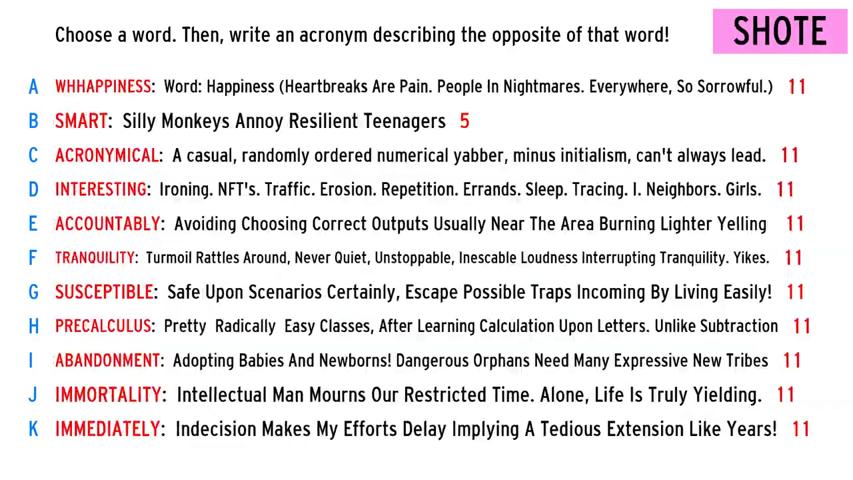 Choose a word. Then, write an acronym describing the opposite of that word!
SHOTE
A WHHAPPINESS: Word: Happiness (Heartbreaks Are Pain. People In Nightmares. Everywhere, So Sorrowful.) 11
B SMART: Silly Monkeys Annoy Resilient Teenagers 5
C ACRONYMICAL: A casual, randomly ordered numerical yabber, minus initialism, can't always lead. 11
D INTERESTING: Ironing. NFT's. Traffic. Erosion. Repetition. Errands. Sleep. Tracing. I. Neighbors. Girls. 11
E ACCOUNTABLY: Avoiding Choosing Correct Outputs Usually Near The Area Burning Lighter Yelling 11
F TRANQUILITY: Turmoil Rattles Around, Never Quiet, Unstoppable, Inescable Loudness Interrupting Tranquility. Yikes. 11
G SUSCEPTIBLE: Safe Upon Scenarios Certainly, Escape Possible Traps Incoming By Living Easily! 11
H PRECALCULUS: Pretty Radically Easy Classes, After Learning Calculation Upon Letters. Unlike Subtraction 11
I ABANDONMENT: Adopting Babies And Newborns! Dangerous Orphans Need Many Expressive New Tribes 11
J IMMORTALITY: Intellectual Man Mourns Our Restricted Time. Alone, Life Is Truly Yielding. 11
K IMMEDIATELY: Indecision Makes My Efforts Delay Implying A Tedious Extension Like Years! 11